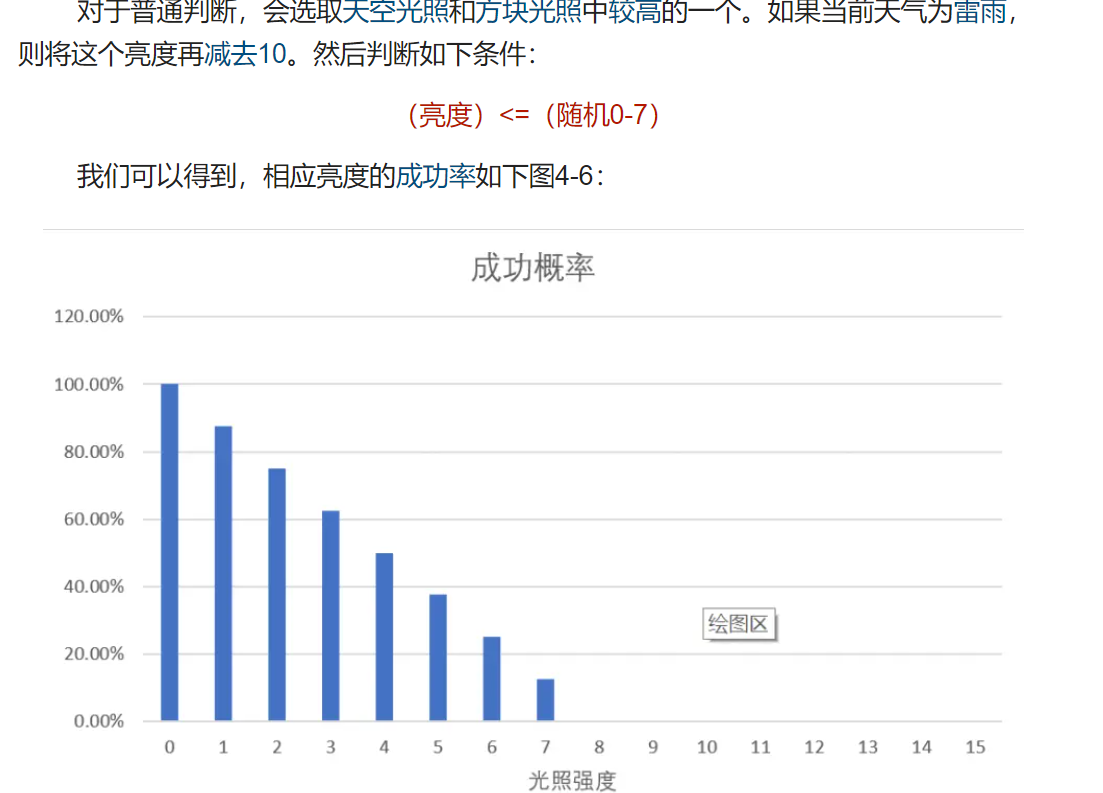 对于普通判断，会选取天空光照和方块光照中较高的一个。如果当前天气为雷雨，
则将这个亮度再减去10。然后判断如下条件：
（亮度）<=（随机0-7）
我们可以得到，相应亮度的成功率如下图4-6：
成功概率
120.00%
100.00%
80.00%
60.00%
40.00%
20.00%
0.00%
绘图区
0 1 2 3 4 5 6 7 8 9 10 11 12 13 14 15
光照强度